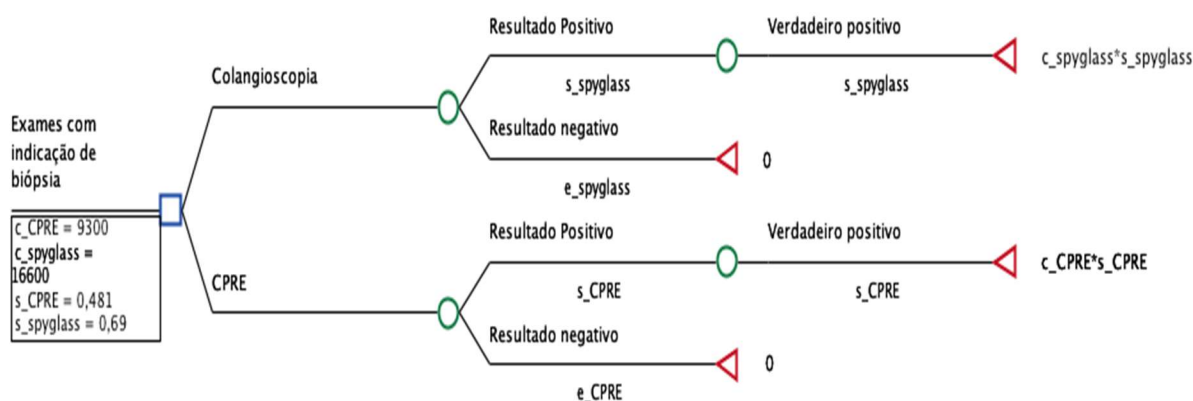 Resultado Positivo
Verdadeiro positivo
c_spyglass*s_spyglass
Colangioscopia
s_spyglass
s_spyglass
Exames com
indicação de
biópsia
Resultado negativo
0
e_spyglass
c_CPRE = 9300
c_spyglass =
16600
s_CPRE = 0,481
s_spyglass = 0,69
Resultado Positivo
Verdadeiro positivo
c_CPRE*s_CPRE
CPRE
s_CPRE
s_CPRE
Resultado negativo
0
e_CPRE